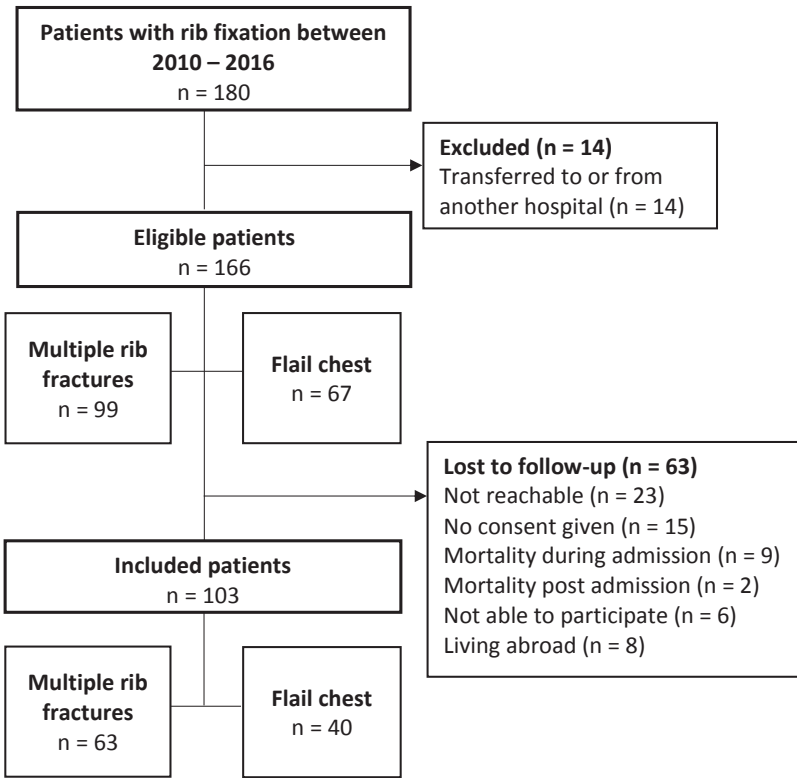 Patients with rib fixation between
2010 – 2016
n = 180
Excluded (n = 14)
Transferred to or from
another hospital (n = 14)
Eligible patients
n = 166
Multiple rib
fractures
n = 99
Flail chest
n = 67
Lost to follow-up (n = 63)
Not reachable (n = 23)
No consent given (n = 15)
Mortality during admission (n = 9)
Mortality post admission (n = 2)
Not able to participate (n = 6)
Living abroad (n = 8)
Included patients
n = 103
Multiple rib
fractures
n = 63
Flail chest
n = 40